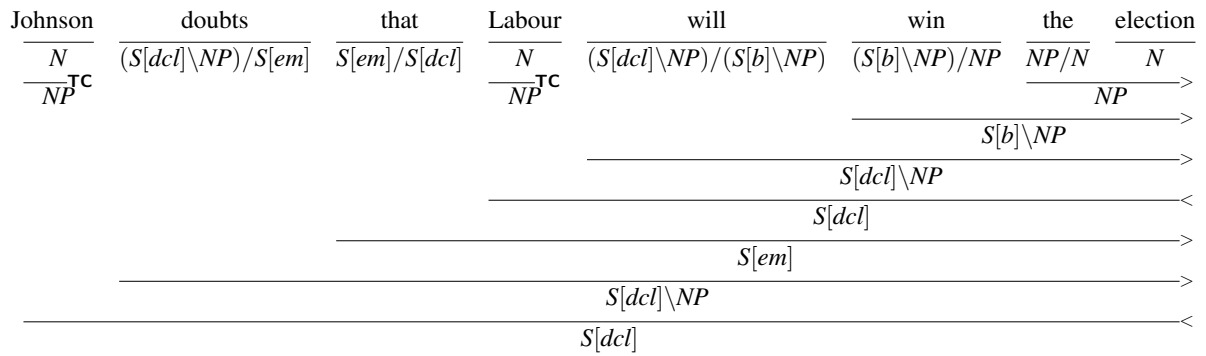 Johnson doubts that Labour will win the election
N (S[dcl]\NP)/S[em] S[em]/S[dcl] N (S[dcl]\NP)/(S[b]\NP) (S[b]\NP)/NP NP/N N
TC TC >
NP NP NP
>
S[b]\NP
>
S[dcl]\NP
<
S[dcl]
>
S[em]
>
S[dcl]\NP
<
S[dcl]